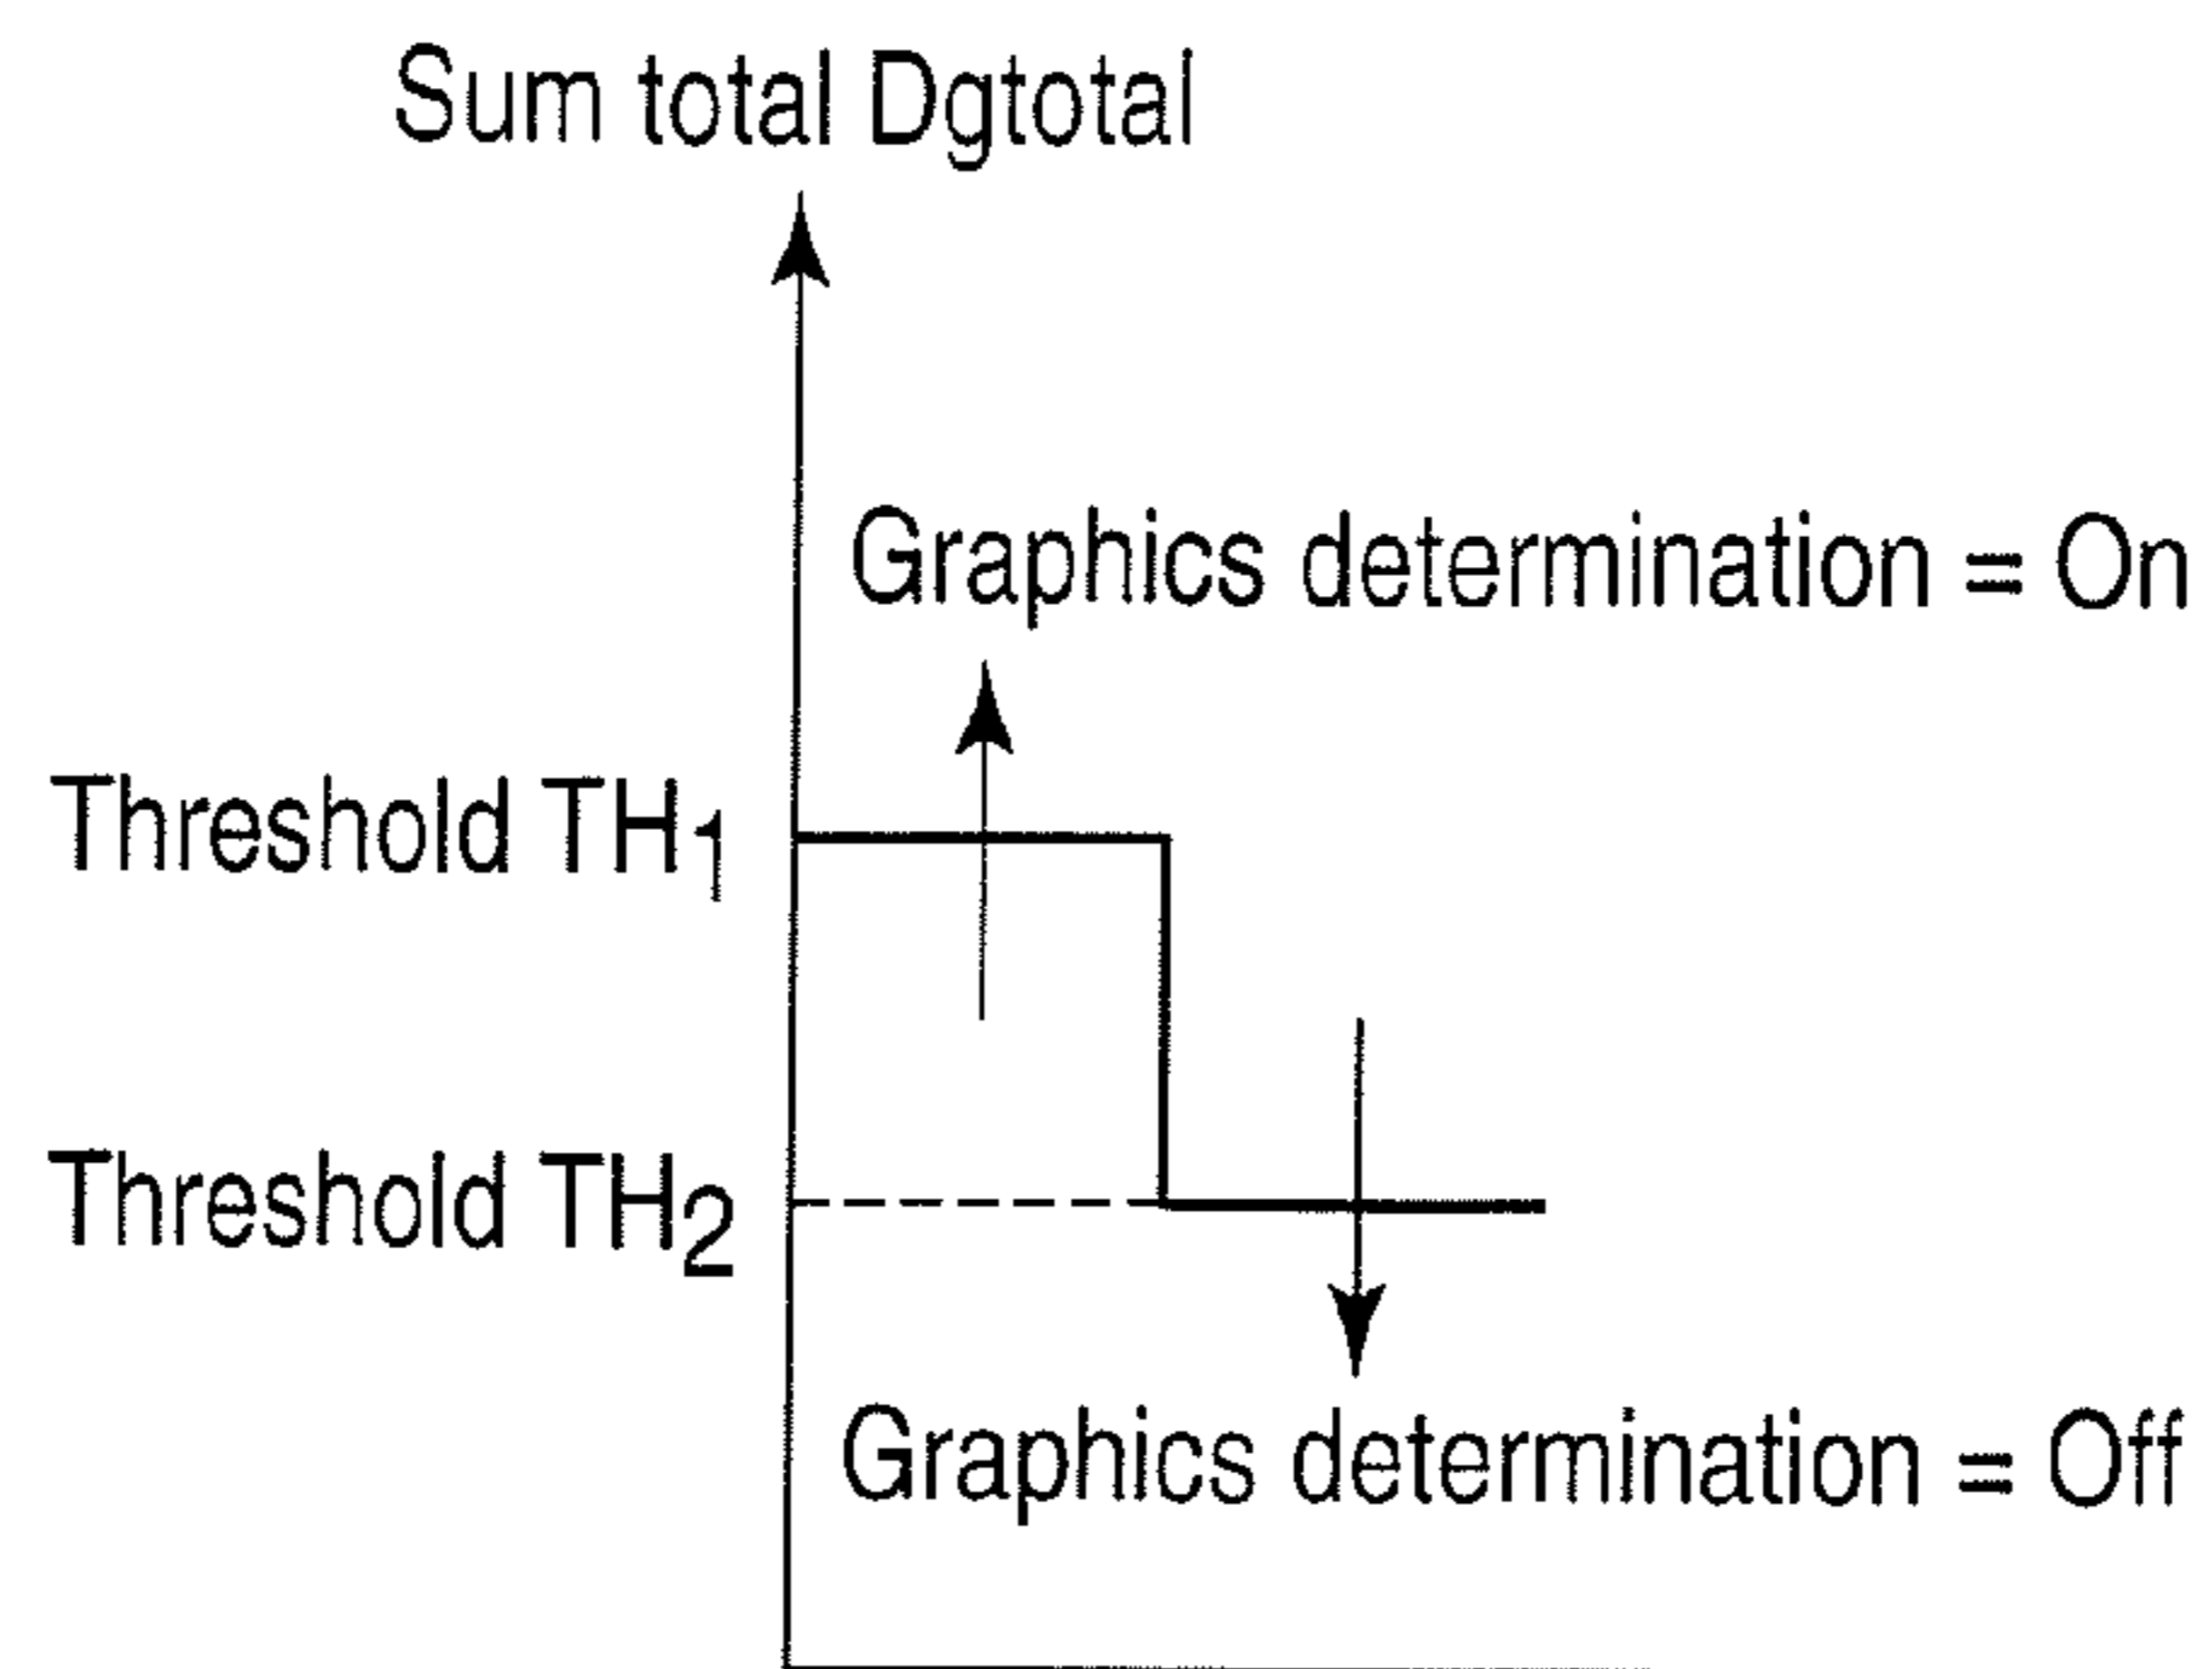 Sum total Dgtotal
Graphics determination = On
Threshold TH1
Threshold TH2
Graphics determination = Off